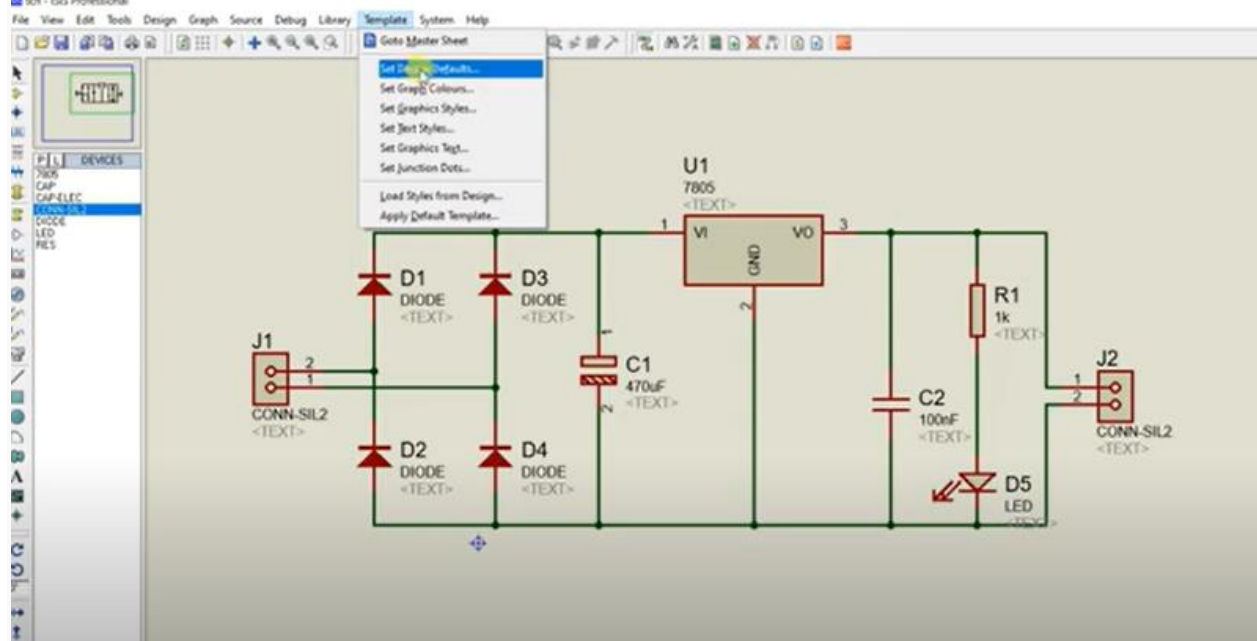 File View Edit Tools Design Graph Source Debug Library Template System Help
Goto Master Sheet
Set Graph Colours...
Set Graphics Styles...
Set Text Styles...
Set Graphics Text...
Set Junction Dots...
Load Styles from Design...
Apply Default Template...
P L DEVICES
7805
CAP
CAP-ELEC
CONN-SIL2
DIODE
LED
RES
U1
7805
<TEXT>
1 VI VO 3
GND
2
D1
DIODE
<TEXT>
D3
DIODE
<TEXT>
R1
1k
<TEXT>
J1
2
1
CONN-SIL2
<TEXT>
1
C1
470uF
<TEXT>
2
C2
100nF
<TEXT>
J2
1
2
CONN-SIL2
<TEXT>
D2
DIODE
<TEXT>
D4
DIODE
<TEXT>
D5
LED
<TEXT>
A